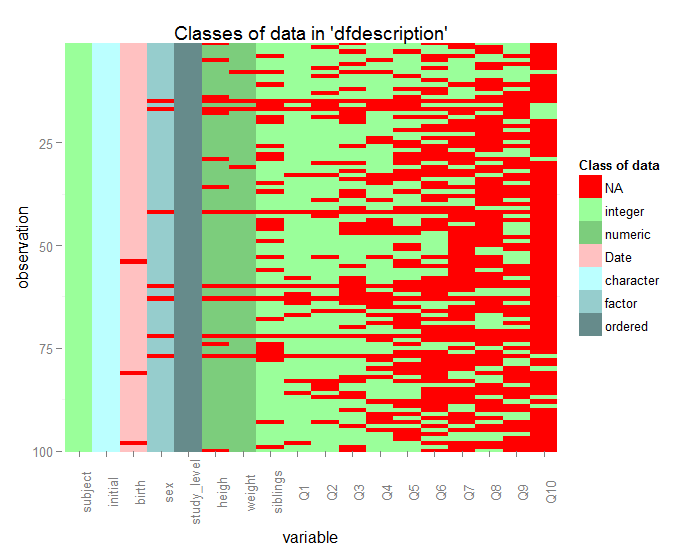 Classes of data in 'dfdescription'
observation
25
50
75
100
subject
initial
birth
sex
study_level
heigh
weight
siblings
Q1
Q2
Q3
Q4
Q5
Q6
Q7
Q8
Q9
Q10
variable
Class of data
NA
integer
numeric
Date
character
factor
ordered